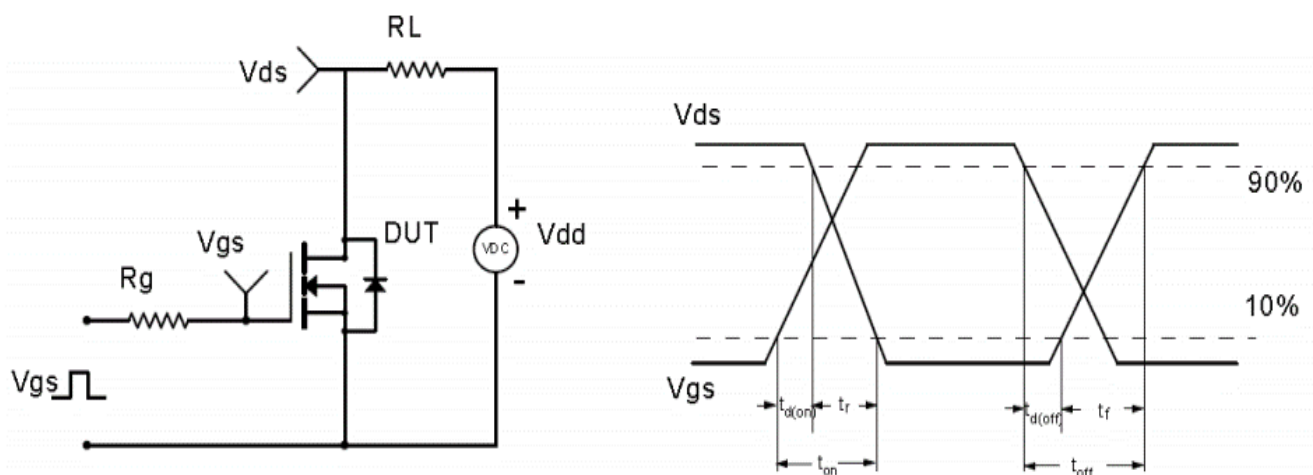 RL
Vds
Vgs
DUT
Rg
VDC
+
-
Vdd
Vgs
Vds
90%
10%
Vgs
td(on)
tr
td(off)
tf
ton
toff